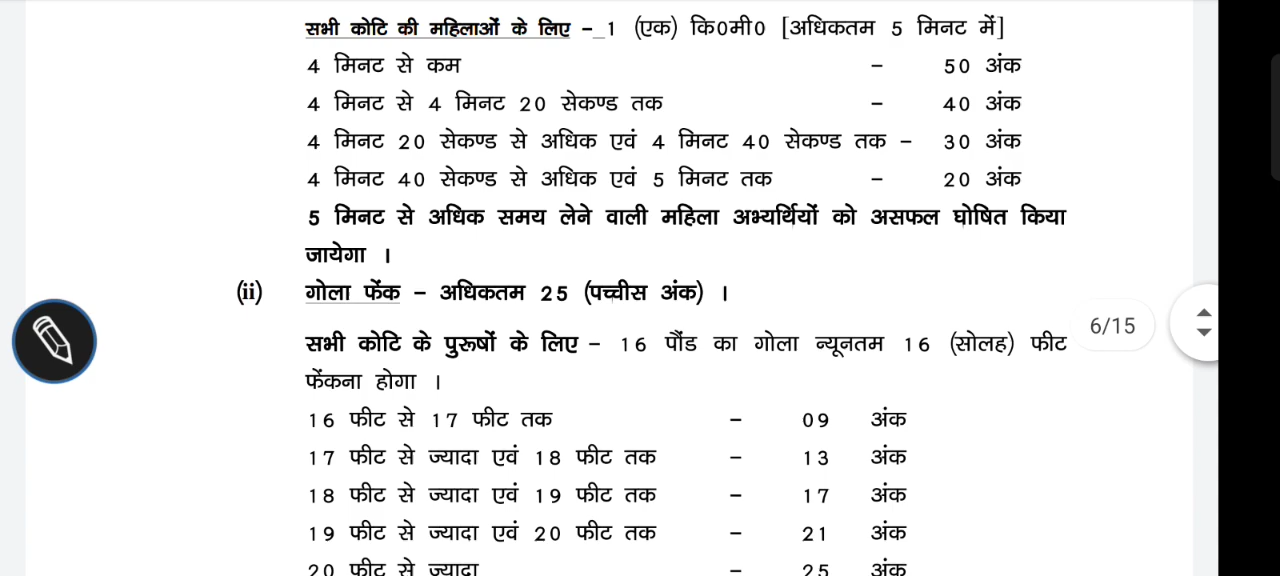 सभी कोटि की महिलाओं के लिए - 1 (एक) कि0मी0 [अधिकतम 5 मिनट में]
4 मिनट से कम - 50 अंक
4 मिनट से 4 मिनट 20 सेकण्ड तक - 40 अंक
4 मिनट 20 सेकण्ड से अधिक एवं 4 मिनट 40 सेकण्ड तक - 30 अंक
4 मिनट 40 सेकण्ड से अधिक एवं 5 मिनट तक - 20 अंक
5 मिनट से अधिक समय लेने वाली महिला अभ्यर्थियों को असफल घोषित किया
जायेगा ।
(ii) गोला फेंक - अधिकतम 25 (पच्चीस अंक) ।
6/15
सभी कोटि के पुरूषों के लिए - 16 पौंड का गोला न्यूनतम 16 (सोलह) फीट
फेंकना होगा ।
16 फीट से 17 फीट तक - 09 अंक
17 फीट से ज्यादा एवं 18 फीट तक - 13 अंक
18 फीट से ज्यादा एवं 19 फीट तक - 17 अंक
19 फीट से ज्यादा एवं 20 फीट तक - 21 अंक
20 फीट से ज्यादा - 25 अंक